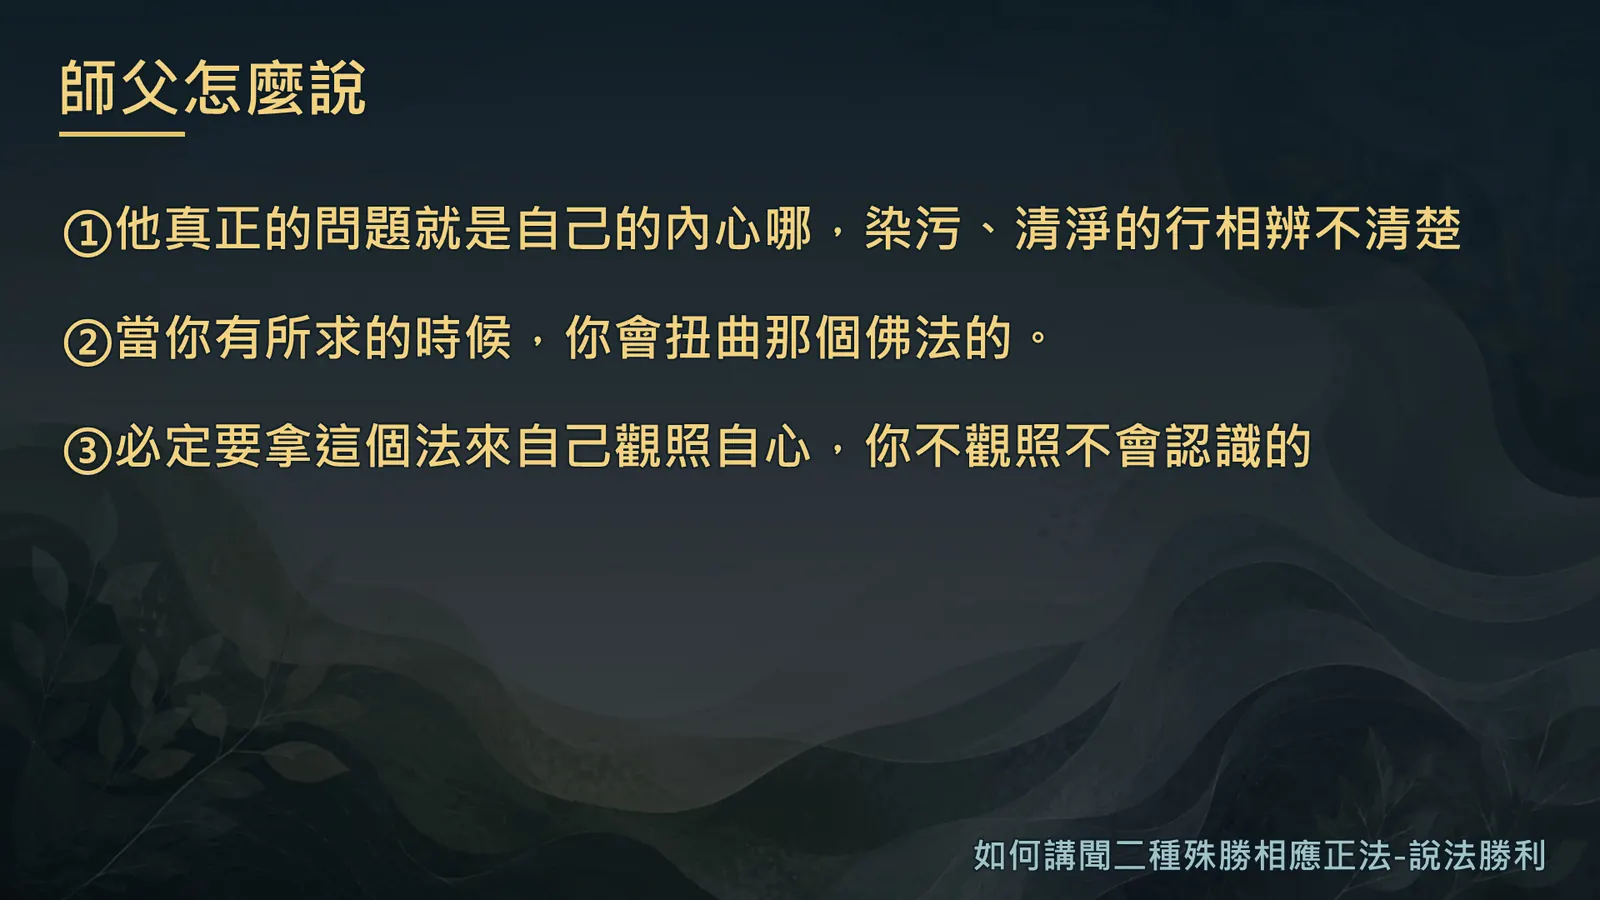 師父怎麼說
①他真正的問題就是自己的內心哪，染污、清淨的行相辨不清楚
②當你有所求的時候，你會扭曲那個佛法的。
③必定要拿這個法來自己觀照自心，你不觀照不會認識的
如何講聞二種殊勝相應正法-說法勝利